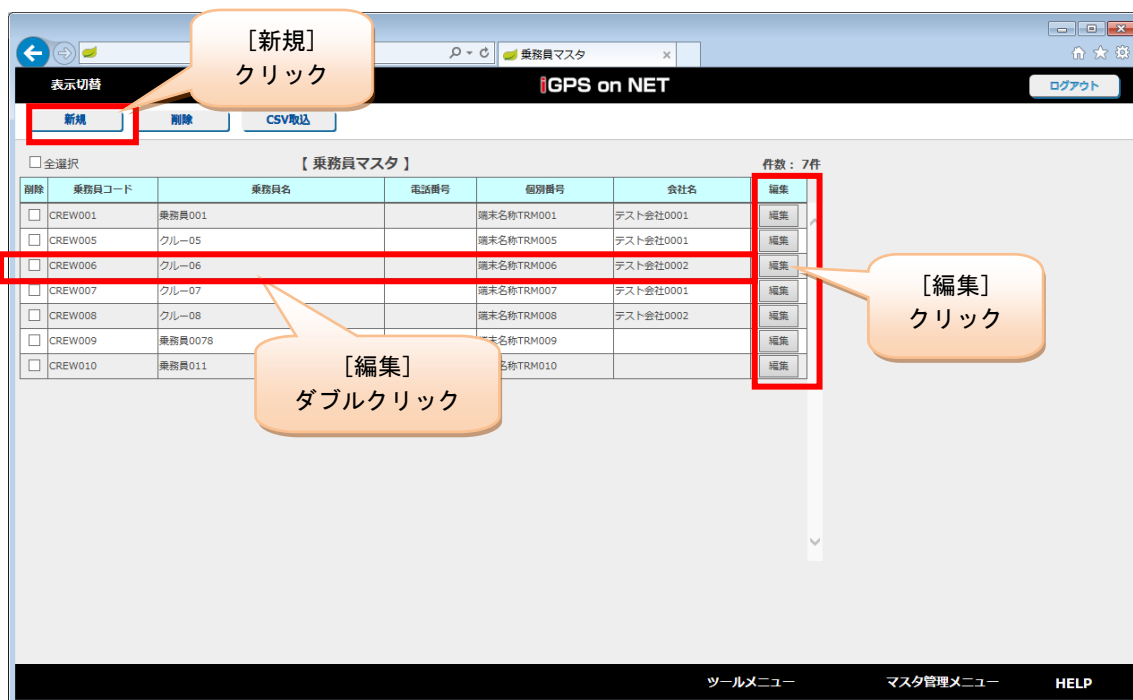 ［新規］
クリック
乗務員マスタ
表示切替
iGPS on NET
ログアウト
新規 削除 CSV取込
全選択 【 乗務員マスタ 】 件数： 7件
削除 乗務員コード 乗務員名 電話番号 個別番号 会社名 編集
CREW001 乗務員001 端末名称TRM001 テスト会社0001 編集
CREW005 クルー05 端末名称TRM005 テスト会社0001 編集
CREW006 クルー06 端末名称TRM006 テスト会社0002 編集
CREW007 クルー07 端末名称TRM007 テスト会社0001 編集
CREW008 クルー08 端末名称TRM008 テスト会社0002 編集
CREW009 乗務員0078 末名称TRM009 編集
CREW010 乗務員011 名称TRM010 編集
［編集］
クリック
［編集］
ダブルクリック
ツールメニュー マスタ管理メニュー HELP